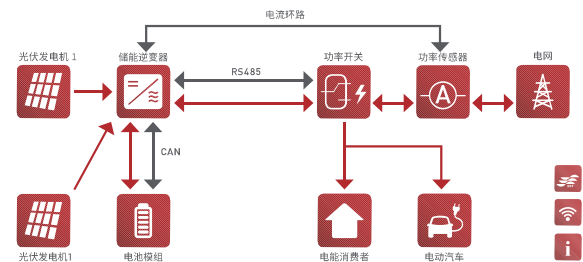 电流环路
光伏发电机 1
储能逆变器
功率开关
功率传感器
电网
RS485
A
CAN
光伏发电机1
电池模组
电能消费者
电动汽车
i